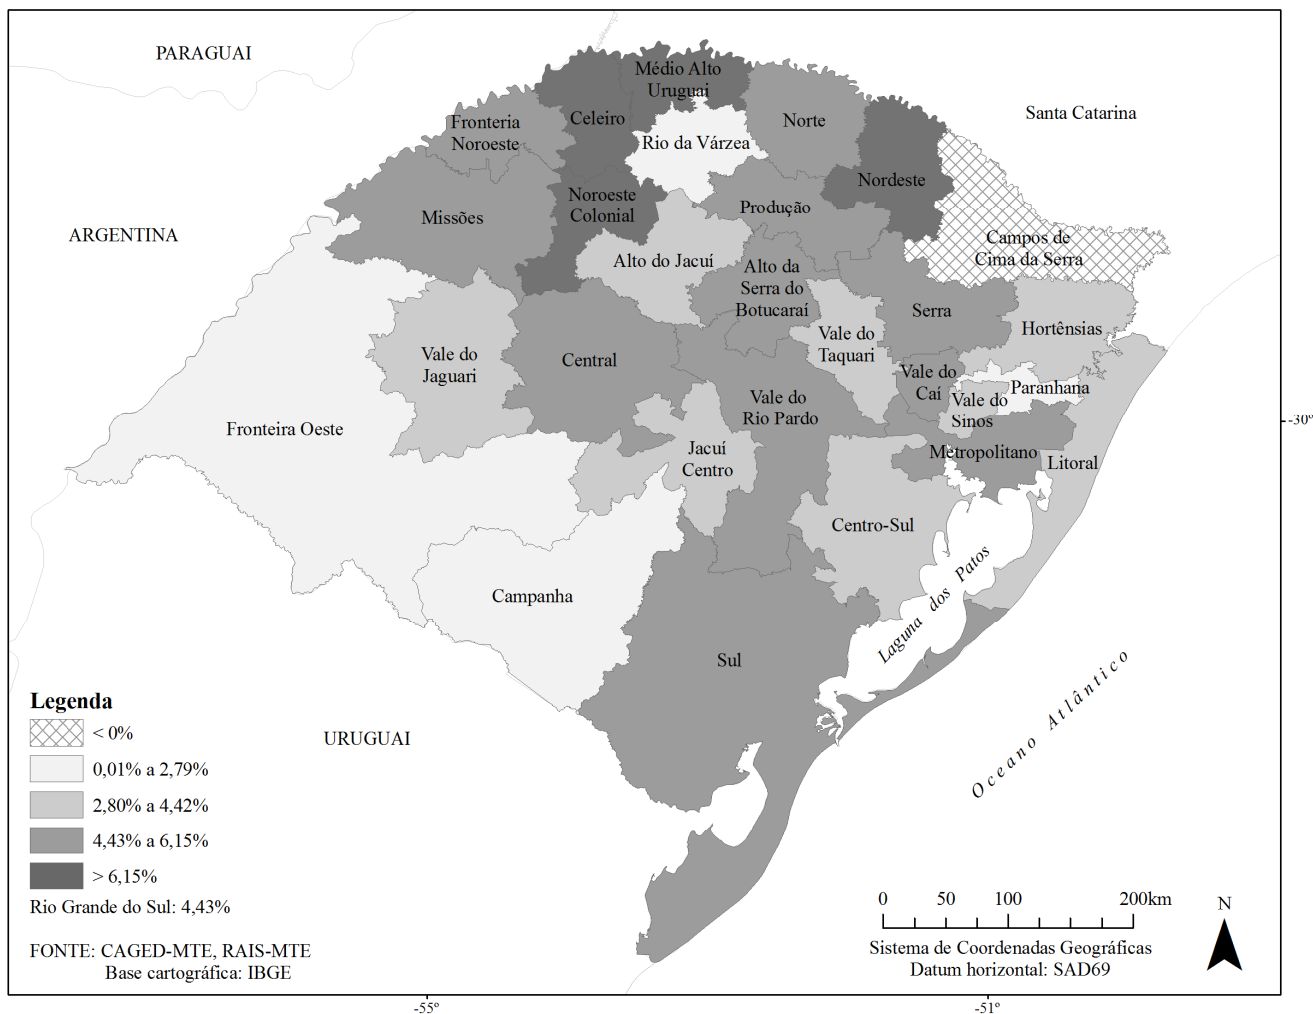 PARAGUAI
Médio Alto
Uruguai
Santa Catarina
Celeiro
Fronteria
Noroeste
Norte
Rio da Várzea
Nordeste
Noroeste
Colonial
Produção
Missões
ARGENTINA
Campos de
Cima da Serra
Alto do Jacuí
Alto da
Serra do
Botucaraí
Serra
Hortênsias
Vale do
Taquari
Vale do
Jaguari
Central
Vale do
Caí
Paranhana
Vale do
Sinos
Vale do
Rio Pardo
-30º
Fronteira Oeste
Jacuí
Centro
Metropolitano
Litoral
Centro-Sul
Campanha
Laguna dos Patos
Sul
Oceano Atlântico
URUGUAI
Legenda
< 0%
0,01% a 2,79%
2,80% a 4,42%
4,43% a 6,15%
> 6,15%
Rio Grande do Sul: 4,43%
FONTE: CAGED-MTE, RAIS-MTE
Base cartográfica: IBGE
0 50 100 200km
N
Sistema de Coordenadas Geográficas
Datum horizontal: SAD69
-55º
-51º